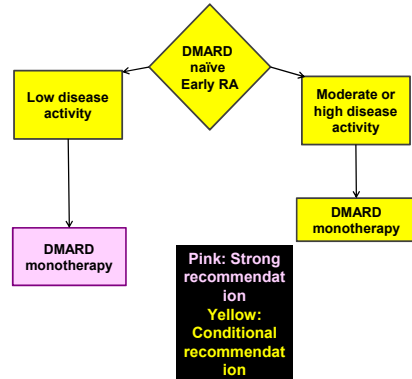 DMARD
naïve
Early RA
Low disease
activity
Moderate or
high disease
activity
DMARD
monotherapy
DMARD
monotherapy
Pink: Strong
recommendat
ion
Yellow:
Conditional
recommendat
ion